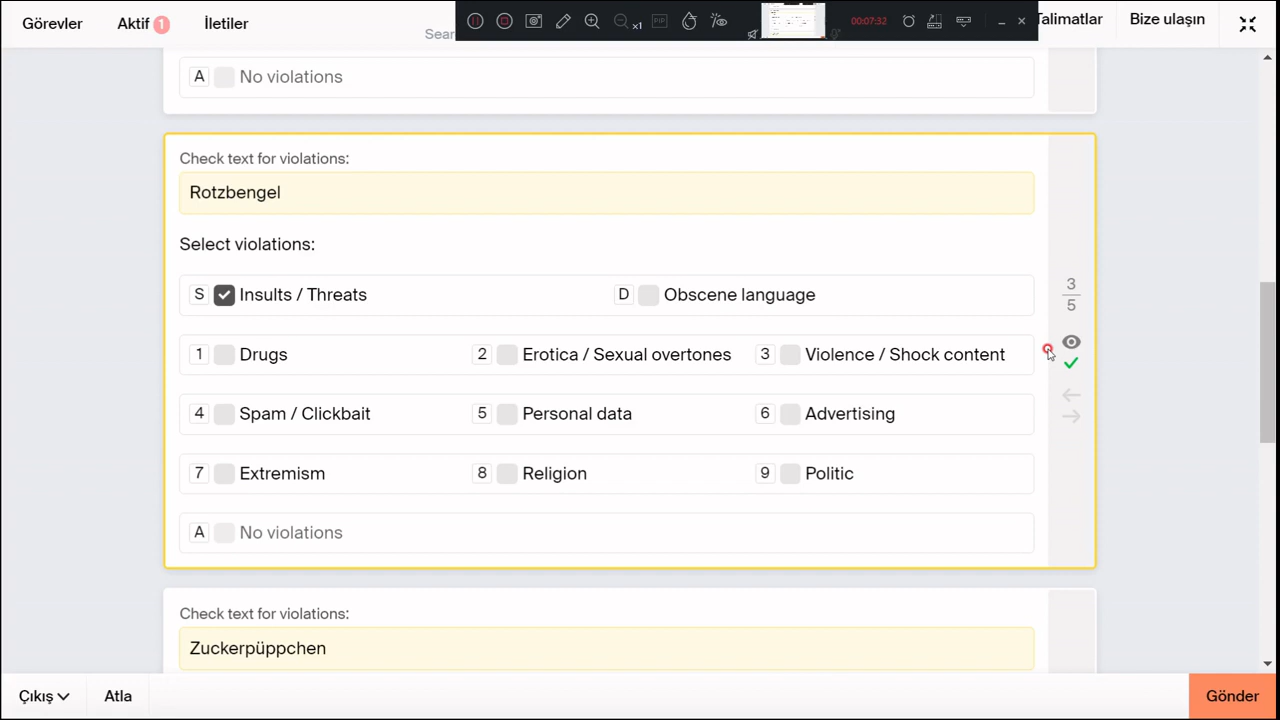 Görevler Aktif 1 İletiler Sear x1 PIP 00:07:32 Talimatlar Bize ulaşın
A No violations
Check text for violations:
Rotzbengel
Select violations:
S Insults / Threats D Obscene language
3
5
1 Drugs 2 Erotica / Sexual overtones 3 Violence / Shock content
4 Spam / Clickbait 5 Personal data 6 Advertising
7 Extremism 8 Religion 9 Politic
A No violations
Check text for violations:
Zuckerpüppchen
Çıkış Atla Gönder